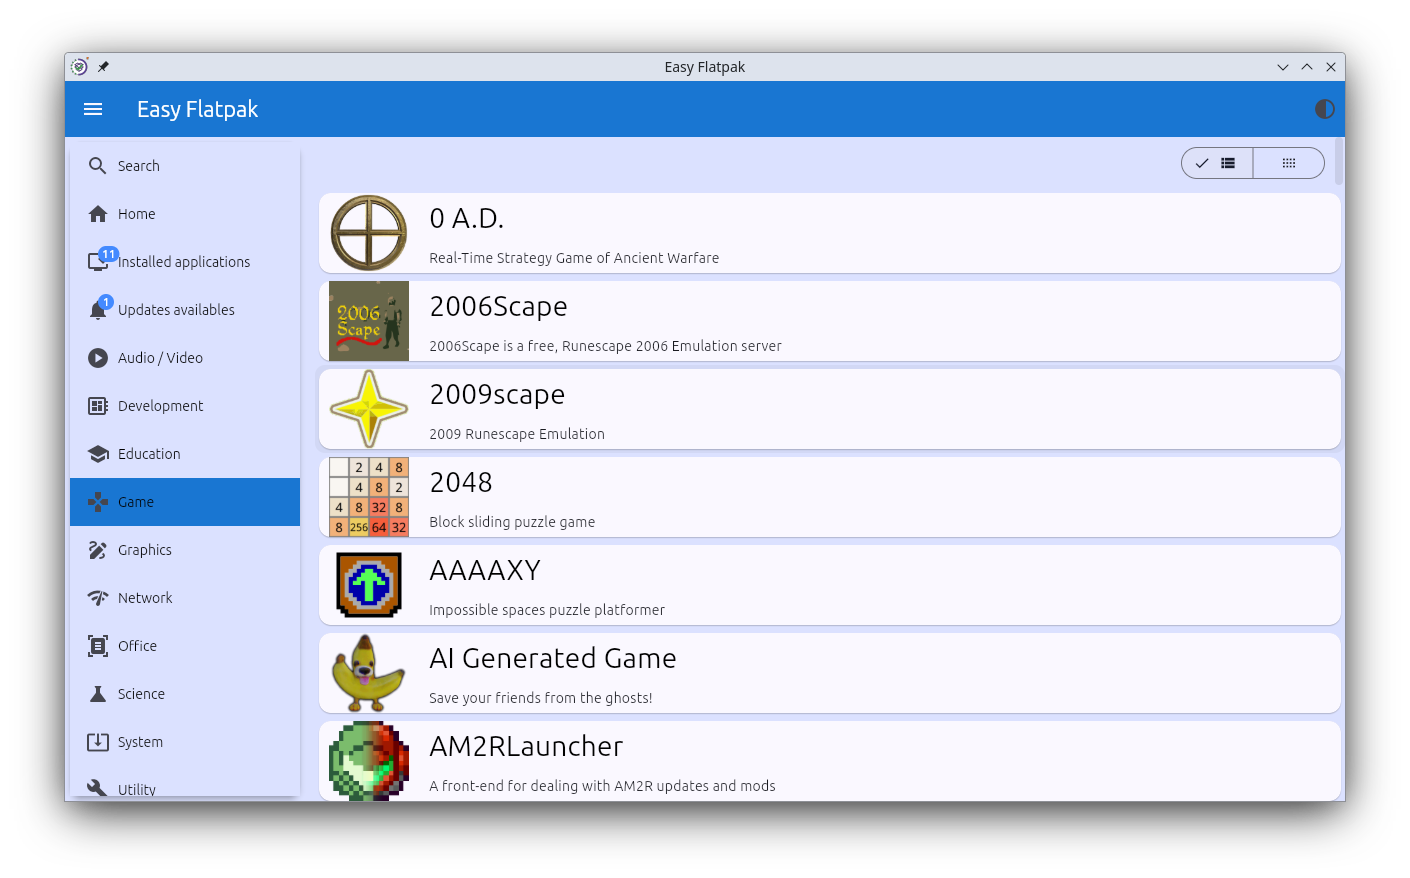 Easy Flatpak
Easy Flatpak
Search
Home
11
Installed applications
1
Updates availables
Audio / Video
Development
Education
Game
Graphics
Network
Office
Science
System
Utility
0 A.D.
Real-Time Strategy Game of Ancient Warfare
2006
Scape
2006Scape
2006Scape is a free, Runescape 2006 Emulation server
2009scape
2009 Runescape Emulation
2 4 8
4 8 2
4 8 32 8
8 256 64 32
2048
Block sliding puzzle game
AAAAXY
Impossible spaces puzzle platformer
AI Generated Game
Save your friends from the ghosts!
AM2RLauncher
A front-end for dealing with AM2R updates and mods